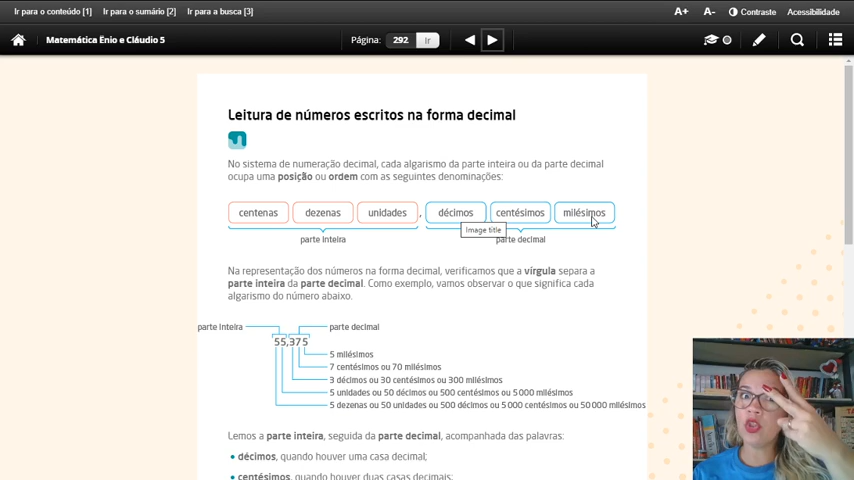 Ir para o conteúdo [1] Ir para o sumário [2] Ir para a busca [3] A+ A- Contraste Acessibilidade
Matemática Enio e Cláudio 5 Página: 292 Ir
Leitura de números escritos na forma decimal
No sistema de numeração decimal, cada algarismo da parte inteira ou da parte decimal
ocupa uma posição ou ordem com as seguintes denominações:
centenas dezenas unidades , décimos centésimos milésimos
Image title
parte inteira parte decimal
Na representação dos números na forma decimal, verificamos que a vírgula separa a
parte inteira da parte decimal. Como exemplo, vamos observar o que significa cada
algarismo do número abaixo.
parte inteira parte decimal
55,375
5 milésimos
7 centésimos ou 70 milésimos
3 décimos ou 30 centésimos ou 300 milésimos
5 unidades ou 50 décimos ou 500 centésimos ou 5 000 milésimos
5 dezenas ou 50 unidades ou 500 décimos ou 5 000 centésimos ou 50 000 milésimos
Lemos a parte inteira, seguida da parte decimal, acompanhada das palavras:
• décimos, quando houver uma casa decimal;
• centésimos, quando houver duas casas decimais;